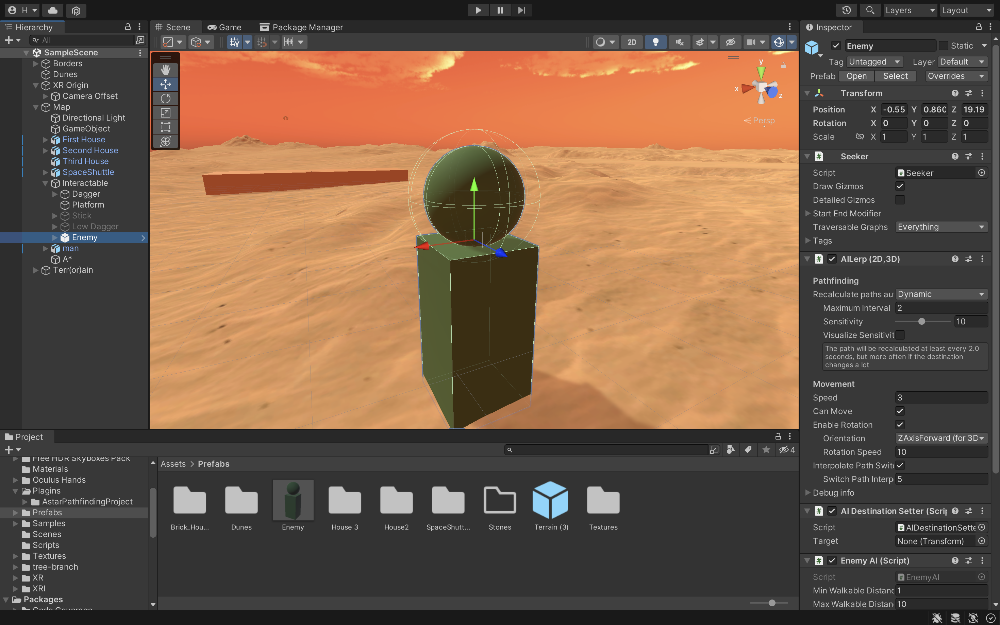 H
Layers
Layout
Hierarchy
All
SampleScene
Borders
Dunes
XR Origin
Camera Offset
Map
Directional Light
GameObject
First House
Second House
Third House
SpaceShuttle
Interactable
Dagger
Platform
Stick
Low Dagger
Enemy
man
A*
Terr(or)ain
Scene
Game
Package Manager
2D
y
x
z
Persp
Inspector
Enemy
Static
Tag Untagged Layer Default
Prefab Open Select Overrides
Transform
Position X -0.55 Y 0.860 Z 19.19
Rotation X 0 Y 0 Z 0
Scale X 1 Y 1 Z 1
# Seeker
Script # Seeker
Draw Gizmos
Detailed Gizmos
Start End Modifier
Traversable Graphs Everything
Tags
# AILerp (2D,3D)
Pathfinding
Recalculate paths au Dynamic
Maximum Interval 2
Sensitivity 10
Visualize Sensitivit
The path will be recalculated at least every 2.0
seconds, but more often if the destination
changes a lot
Movement
Speed 3
Can Move
Enable Rotation
Orientation ZAxisForward (for 3D
Rotation Speed 10
Interpolate Path Swit
Switch Path Interp 5
Debug info
# AI Destination Setter (Scrip
Script # AIDestinationSette
Target None (Transform)
# Enemy AI (Script)
Script # EnemyAI
Min Walkable Distanc 1
Max Walkable Distan 10
Project
4
Free HDR Skyboxes Pack
Materials
Oculus Hands
Plagins
AstarPathfindingProject
Prefabs
Samples
Scenes
Scripts
Textures
tree-branch
XR
XRI
Packages
Code Coverage
Assets > Prefabs
Brick_Hou...
Dunes
Enemy
House 3
House2
SpaceShutt...
Stones
Terrain (3)
Textures